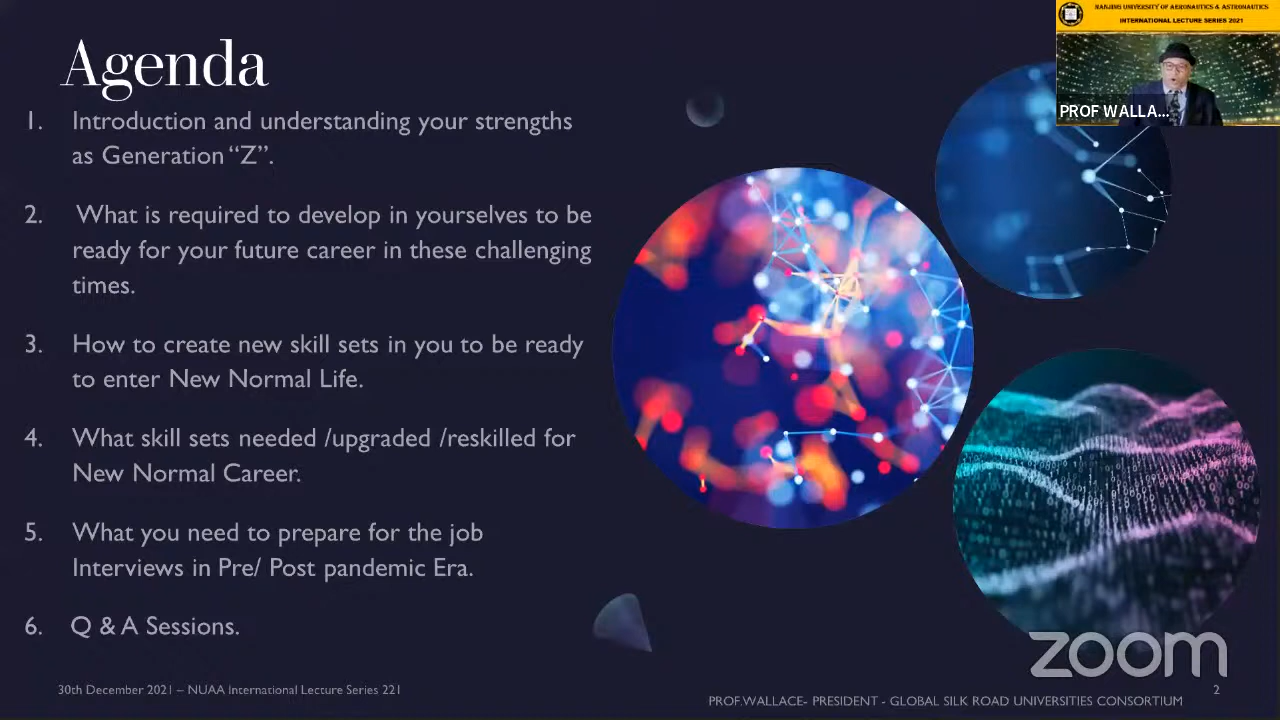 NANJING UNIVERSITY OF AERONAUTICS & ASTRONAUTICS
INTERNATIONAL LECTURE SERIES 2021
PROF WALLA...
Agenda
1. Introduction and understanding your strengths
as Generation “Z”.
2. What is required to develop in yourselves to be
ready for your future career in these challenging
times.
3. How to create new skill sets in you to be ready
to enter New Normal Life.
4. What skill sets needed /upgraded /reskilled for
New Normal Career.
5. What you need to prepare for the job
Interviews in Pre/ Post pandemic Era.
6. Q & A Sessions.
zoom
30th December 2021 – NUAA International Lecture Series 221
PROF.WALLACE- PRESIDENT - GLOBAL SILK ROAD UNIVERSITIES CONSORTIUM
2